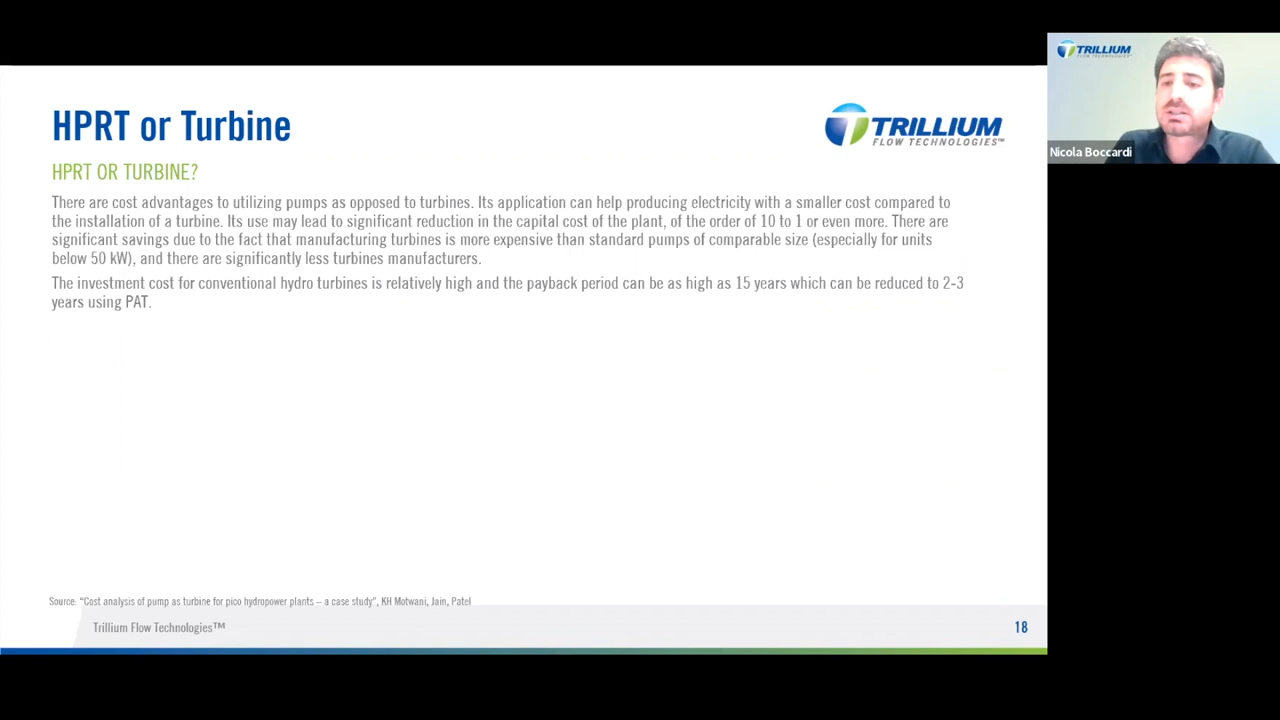 HPRT or Turbine
TRILLIUM
FLOW TECHNOLOGIES™
HPRT OR TURBINE?
There are cost advantages to utilizing pumps as opposed to turbines. Its application can help producing electricity with a smaller cost compared to
the installation of a turbine. Its use may lead to significant reduction in the capital cost of the plant, of the order of 10 to 1 or even more. There are
significant savings due to the fact that manufacturing turbines is more expensive than standard pumps of comparable size (especially for units
below 50 kW), and there are significantly less turbines manufacturers.
The investment cost for conventional hydro turbines is relatively high and the payback period can be as high as 15 years which can be reduced to 2-3
years using PAT.
Source: “Cost analysis of pump as turbine for pico hydropower plants – a case study”, KH Motwani, Jain, Patel
Trillium Flow Technologies™
18
TRILLIUM
FLOW TECHNOLOGIES
Nicola Boccardi